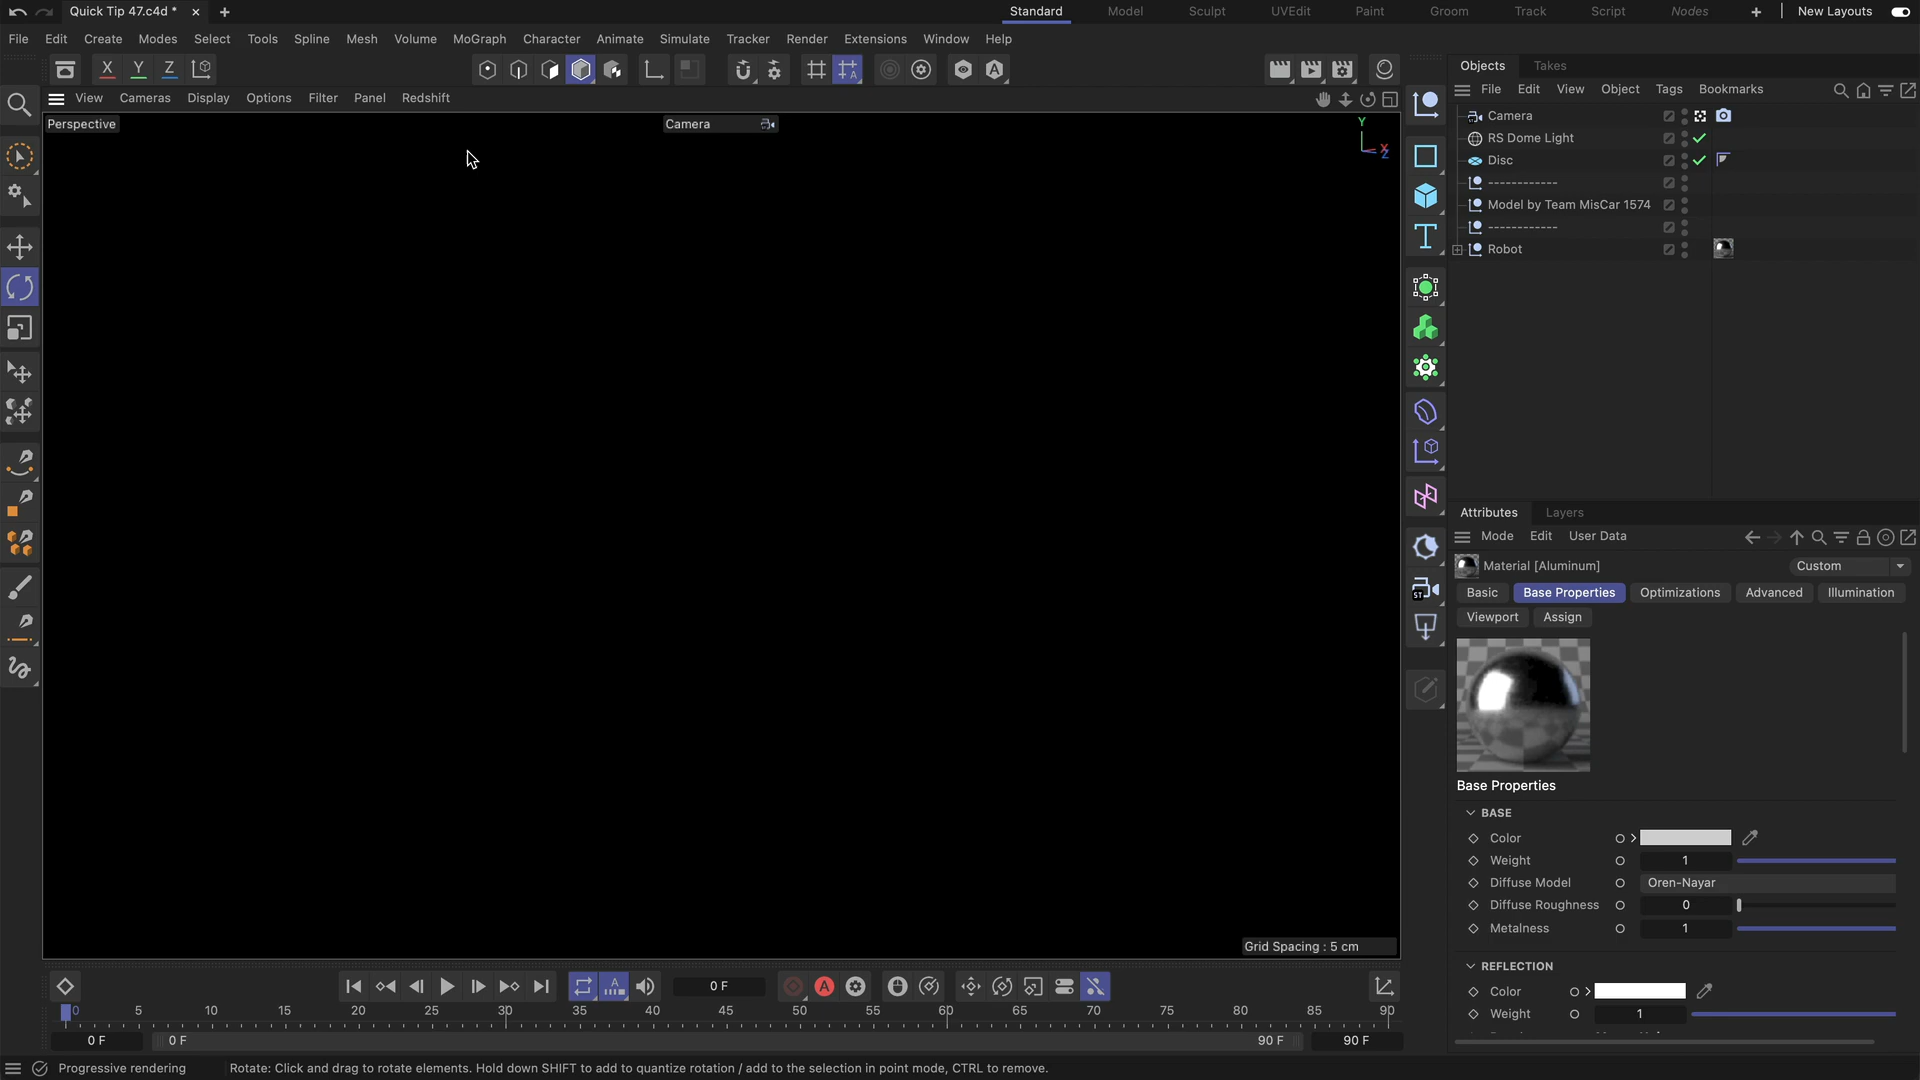 Quick Tip 47.c4d *
Standard
Model
Sculpt
UVEdit
Paint
Groom
Track
Script
Nodes
New Layouts
File Edit Create Modes Select Tools Spline Mesh Volume MoGraph Character Animate Simulate Tracker Render Extensions Window Help
X Y Z
Objects Takes
View Cameras Display Options Filter Panel Redshift
File Edit View Object Tags Bookmarks
Perspective
Camera
Y
X
Z
Camera
RS Dome Light
Disc
------------
Model by Team MisCar 1574
------------
Robot
Attributes Layers
Mode Edit User Data
Material [Aluminum]
Custom
Basic Base Properties Optimizations Advanced Illumination
Viewport Assign
Base Properties
BASE
Color
Weight 1
Diffuse Model Oren-Nayar
Diffuse Roughness 0
Metalness 1
REFLECTION
Color
Weight 1
Grid Spacing : 5 cm
0 F
0 5 10 15 20 25 30 35 40 45 50 55 60 65 70 75 80 85 90
0 F 0 F 90 F 90 F
Progressive rendering
Rotate: Click and drag to rotate elements. Hold down SHIFT to add to quantize rotation / add to the selection in point mode, CTRL to remove.